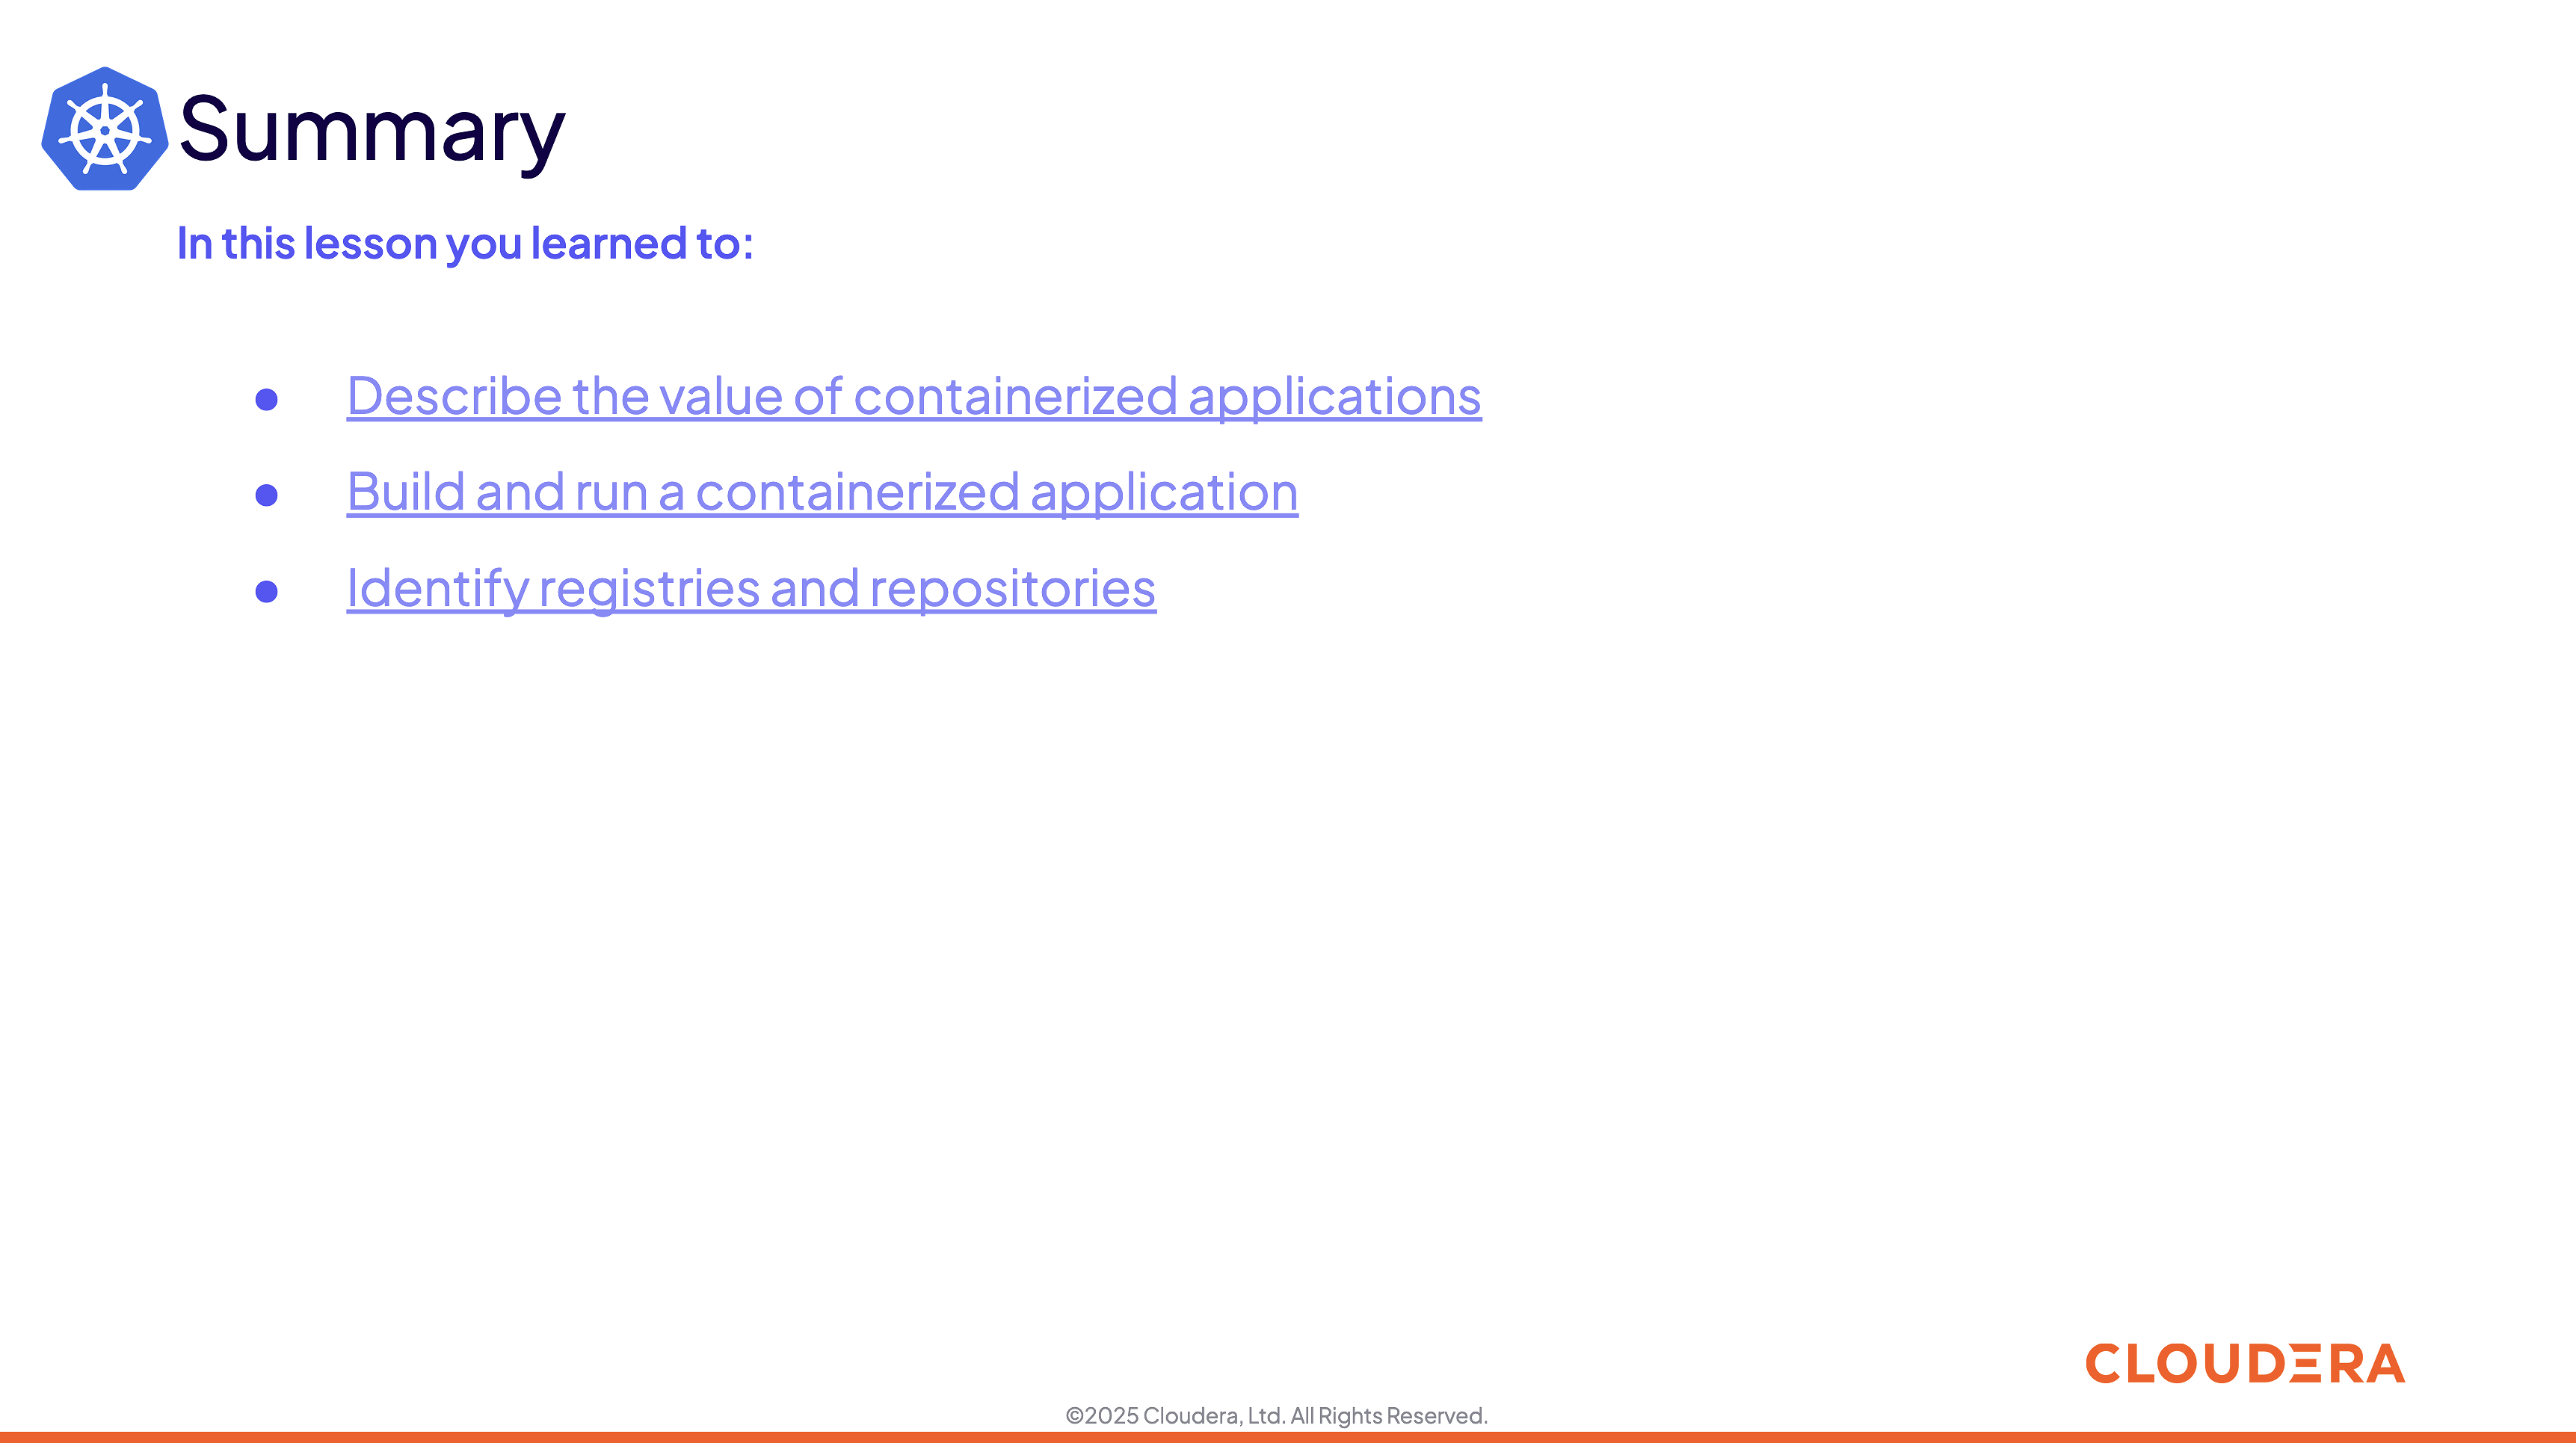 Summary
In this lesson you learned to:
● Describe the value of containerized applications
● Build and run a containerized application
● Identify registries and repositories
CLOUDERA
©2025 Cloudera, Ltd. All Rights Reserved.